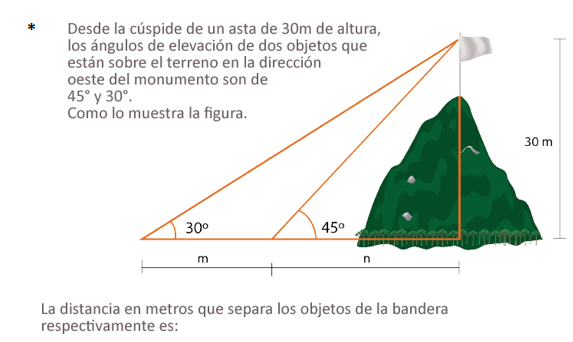 * Desde la cúspide de un asta de 30m de altura,
los ángulos de elevación de dos objetos que
están sobre el terreno en la dirección
oeste del monumento son de
45° y 30°.
Como lo muestra la figura.
30 m
30º
45º
m
n
La distancia en metros que separa los objetos de la bandera
respectivamente es: